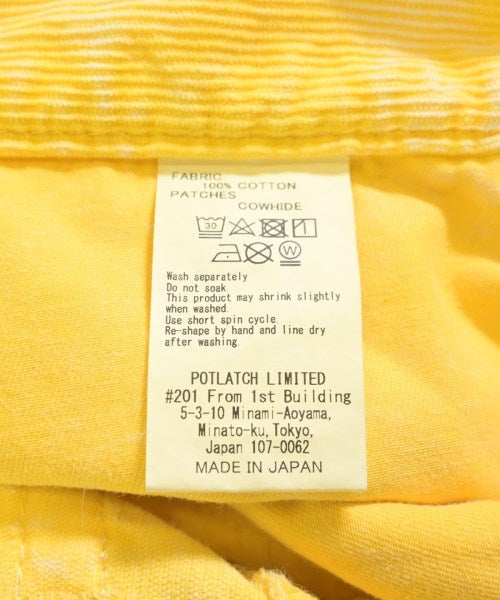 FABRIC
100% COTTON
PATCHES
COWHIDE
30
W
Wash separately
Do not soak
This product may shrink slightly
when washed.
Use short spin cycle.
Re-shape by hand and line dry
after washing.
POTLATCH LIMITED
#201 From 1st Building
5-3-10 Minami-Aoyama,
Minato-ku,Tokyo,
Japan 107-0062
MADE IN JAPAN